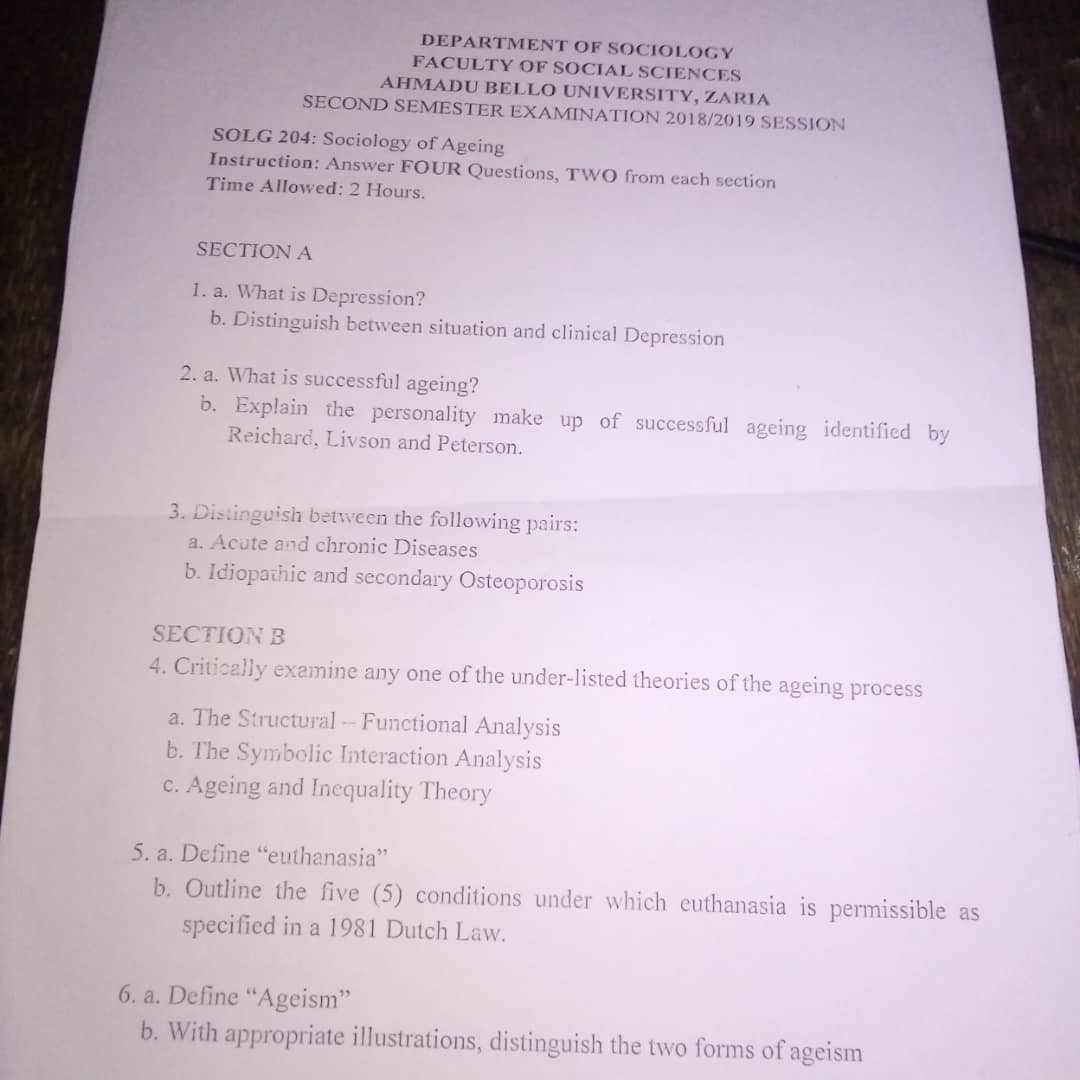 DEPARTMENT OF SOCIOLOGY
FACULTY OF SOCIAL SCIENCES
AHMADU BELLO UNIVERSITY, ZARIA
SECOND SEMESTER EXAMINATION 2018/2019 SESSION
SOLG 204: Sociology of Ageing
Instruction: Answer FOUR Questions, TWO from each section
Time Allowed: 2 Hours.
SECTION A
1. a. What is Depression?
b. Distinguish between situation and clinical Depression
2. a. What is successful ageing?
b. Explain the personality make up of successful ageing identified by
Reichard, Livson and Peterson.
3. Distinguish between the following pairs:
a. Acute and chronic Diseases
b. Idiopathic and secondary Osteoporosis
SECTION B
4. Critically examine any one of the under-listed theories of the ageing process
a. The Structural -- Functional Analysis
b. The Symbolic Interaction Analysis
c. Ageing and Inequality Theory
5. a. Define “euthanasia”
b. Outline the five (5) conditions under which euthanasia is permissible as
specified in a 1981 Dutch Law.
6. a. Define “Ageism”
b. With appropriate illustrations, distinguish the two forms of ageism